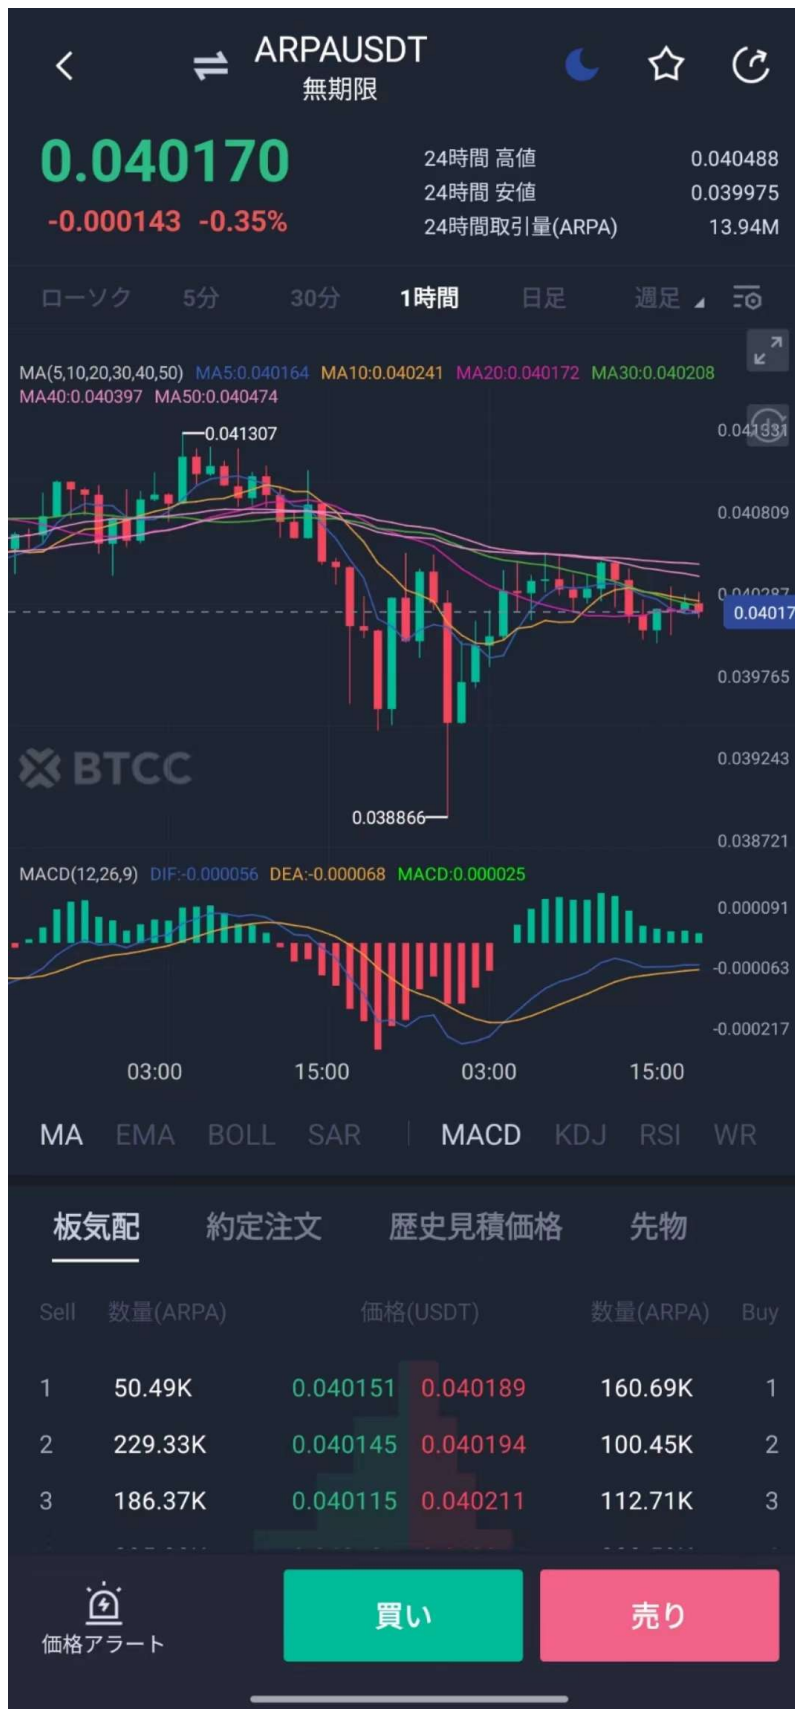 ARPAUSDT
無期限
0.040170
-0.000143 -0.35%
24時間 高値 0.040488
24時間 安値 0.039975
24時間取引量(ARPA) 13.94M
ローソク 5分 30分 1時間 日足 週足
MA(5,10,20,30,40,50) MA5:0.040164 MA10:0.040241 MA20:0.040172 MA30:0.040208
MA40:0.040397 MA50:0.040474
0.041307
0.041331
0.040809
0.040287
0.04017
0.039765
BTCC
0.039243
0.038866
0.038721
MACD(12,26,9) DIF:-0.000056 DEA:-0.000068 MACD:0.000025
0.000091
-0.000063
-0.000217
03:00 15:00 03:00 15:00
MA EMA BOLL SAR MACD KDJ RSI WR
板気配 約定注文 歴史見積価格 先物
Sell 数量(ARPA) 価格(USDT) 数量(ARPA) Buy
1 50.49K 0.040151 0.040189 160.69K 1
2 229.33K 0.040145 0.040194 100.45K 2
3 186.37K 0.040115 0.040211 112.71K 3
価格アラート
買い
売り